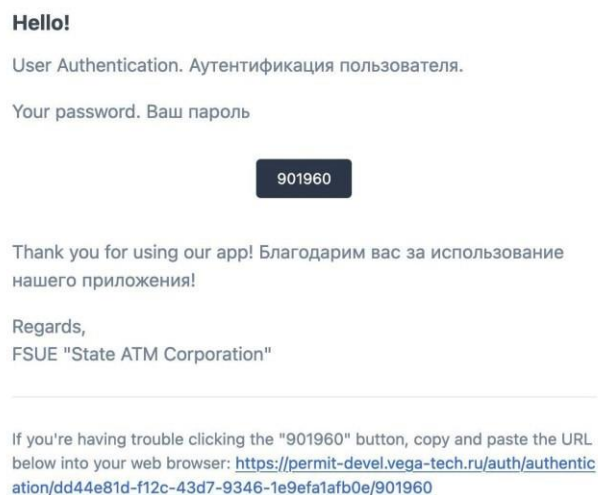 Hello!
User Authentication. Аутентификация пользователя.
Your password. Ваш пароль
901960
Thank you for using our app! Благодарим вас за использование
нашего приложения!
Regards,
FSUE "State ATM Corporation"
If you're having trouble clicking the "901960" button, copy and paste the URL
below into your web browser: https://permit-devel.vega-tech.ru/auth/authentic
ation/dd44e81d-f12c-43d7-9346-1e9efa1afb0e/901960